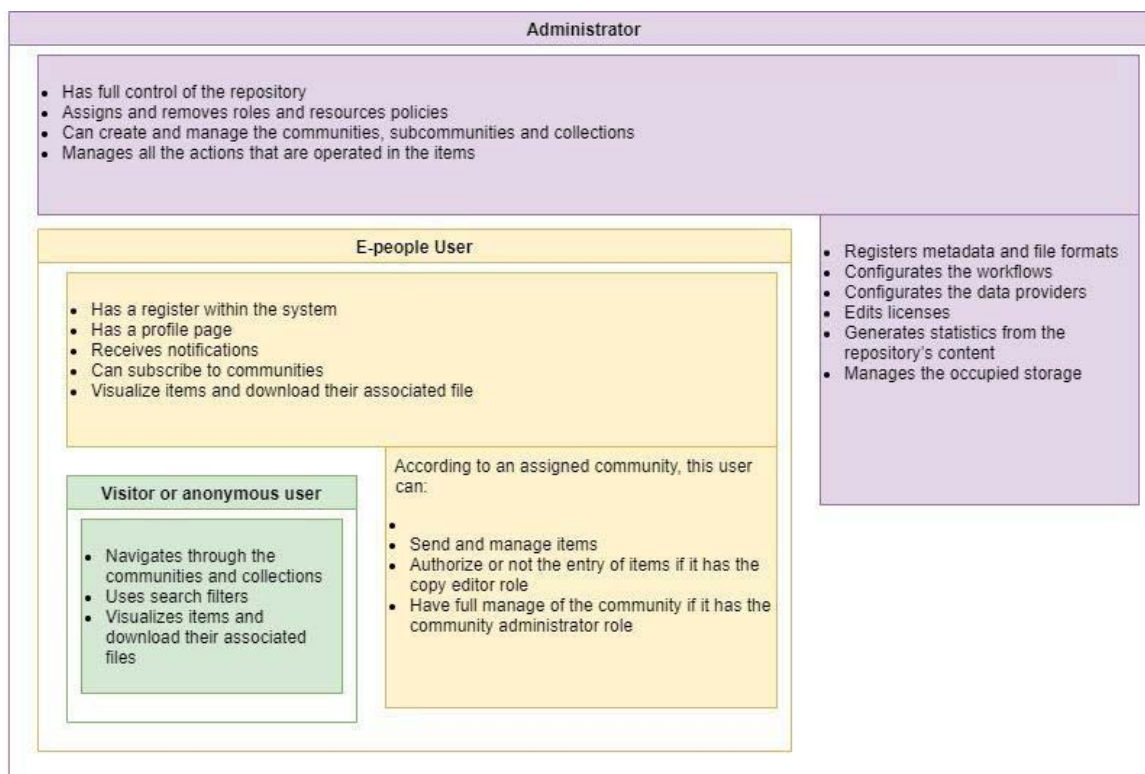 Administrator
• Has full control of the repository
• Assigns and removes roles and resources policies
• Can create and manage the communities, subcommunities and collections
• Manages all the actions that are operated in the items
E-people User
• Has a register within the system
• Has a profile page
• Receives notifications
• Can subscribe to communities
• Visualize items and download their associated file
• Registers metadata and file formats
• Configurates the workflows
• Configurates the data providers
• Edits licenses
• Generates statistics from the
repository's content
• Manages the occupied storage
Visitor or anonymous user
• Navigates through the
communities and collections
• Uses search filters
• Visualizes items and
download their associated
files
According to an assigned community, this user
can:
•
• Send and manage items
• Authorize or not the entry of items if it has the
copy editor role
• Have full manage of the community if it has the
community administrator role